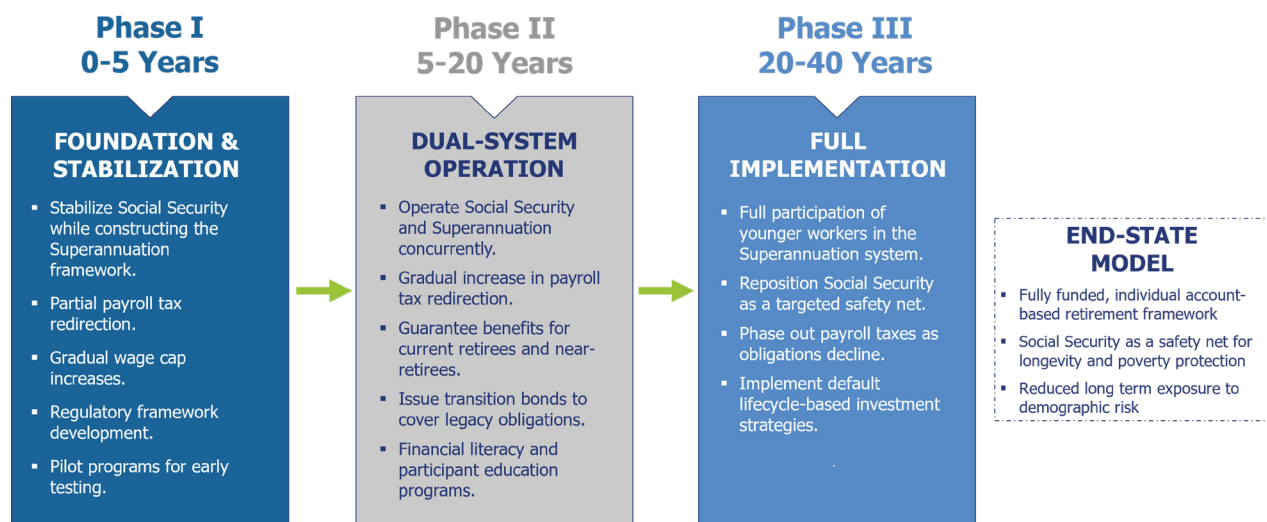 Phase I
0-5 Years
FOUNDATION &
STABILIZATION
▪ Stabilize Social Security
while constructing the
Superannuation
framework.
▪ Partial payroll tax
redirection.
▪ Gradual wage cap
increases.
▪ Regulatory framework
development.
▪ Pilot programs for early
testing.
Phase II
5-20 Years
DUAL-SYSTEM
OPERATION
▪ Operate Social Security
and Superannuation
concurrently.
▪ Gradual increase in payroll
tax redirection.
▪ Guarantee benefits for
current retirees and near-
retirees.
▪ Issue transition bonds to
cover legacy obligations.
▪ Financial literacy and
participant education
programs.
Phase III
20-40 Years
FULL
IMPLEMENTATION
▪ Full participation of
younger workers in the
Superannuation system.
▪ Reposition Social Security
as a targeted safety net.
▪ Phase out payroll taxes as
obligations decline.
▪ Implement default
lifecycle-based investment
strategies.
.
END-STATE
MODEL
▪ Fully funded, individual account-
based retirement framework
▪ Social Security as a safety net for
longevity and poverty protection
▪ Reduced long term exposure to
demographic risk